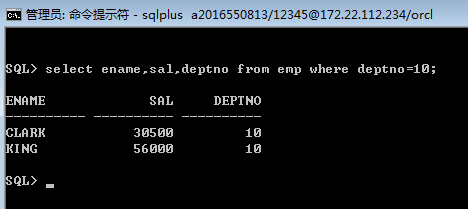 管理员: 命令提示符 - sqlplus  a2016550813/12345@172.22.112.234/orcl
SQL> select ename,sal,deptno from emp where deptno=10;
ENAME             SAL     DEPTNO
---------- ---------- ----------
CLARK           30500         10
KING            56000         10
SQL> _